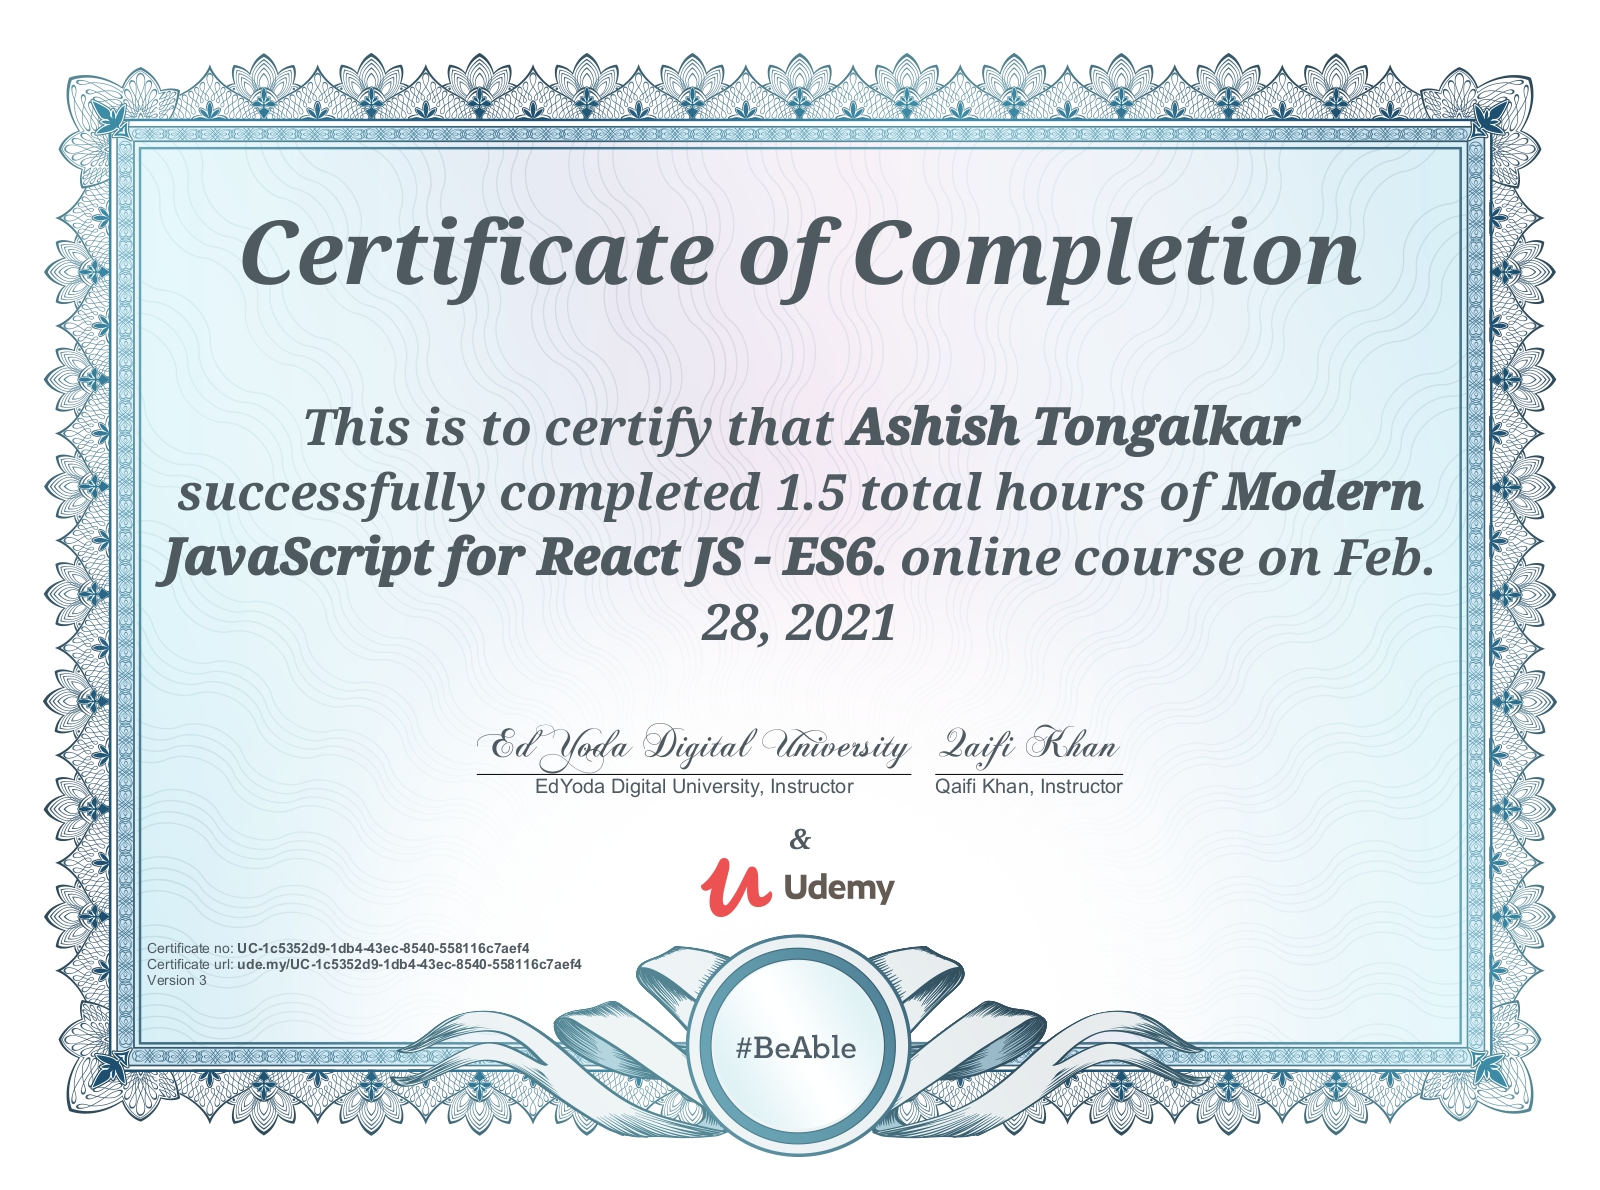 Certificate of Completion
This is to certify that Ashish Tongalkar
successfully completed 1.5 total hours of Modern
JavaScript for React JS - ES6. online course on Feb.
28, 2021
Ed Yoda Digital University Qaifi Khan
EdYoda Digital University, Instructor Qaifi Khan, Instructor
&
Udemy
Certificate no: UC-1c5352d9-1db4-43ec-8540-558116c7aef4
Certificate url: ude.my/UC-1c5352d9-1db4-43ec-8540-558116c7aef4
Version 3
#BeAble